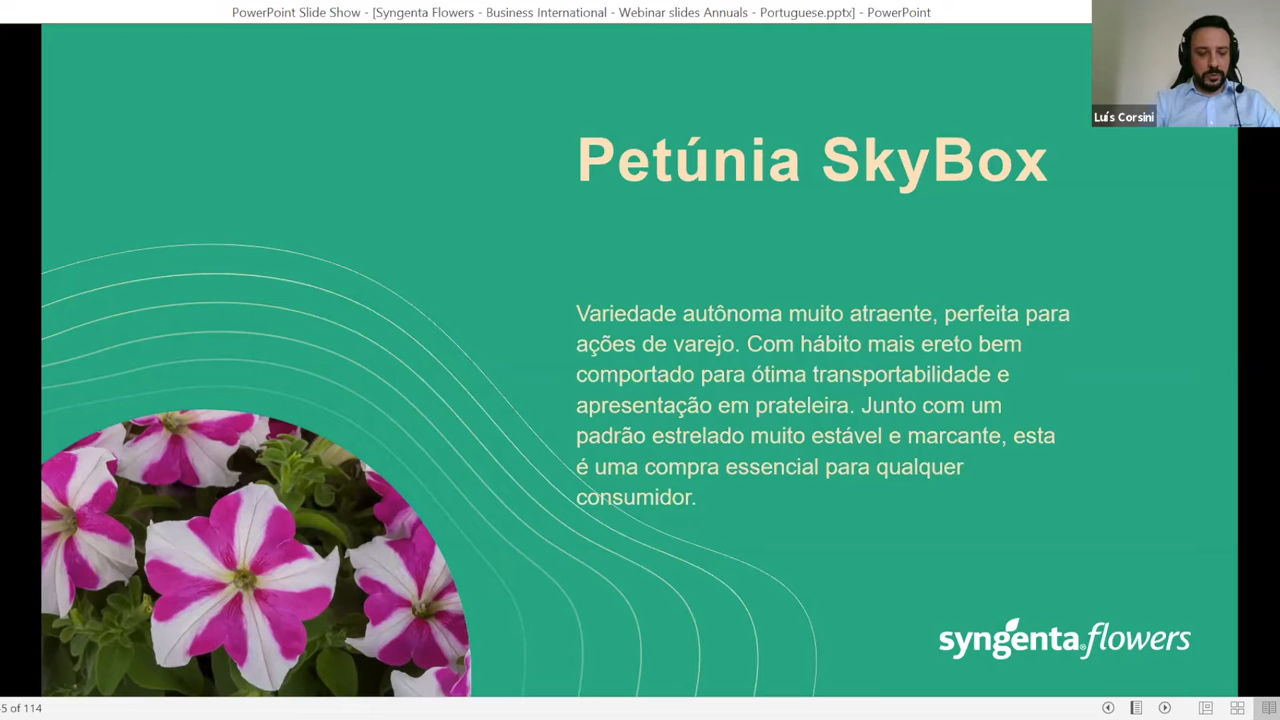 PowerPoint Slide Show - [Syngenta Flowers - Business International - Webinar slides Annuals - Portuguese.pptx] - PowerPoint
Luís Corsini
Petúnia SkyBox
Variedade autônoma muito atraente, perfeita para
ações de varejo. Com hábito mais ereto bem
comportado para ótima transportabilidade e
apresentação em prateleira. Junto com um
padrão estrelado muito estável e marcante, esta
é uma compra essencial para qualquer
consumidor.
syngenta® flowers
5 of 114